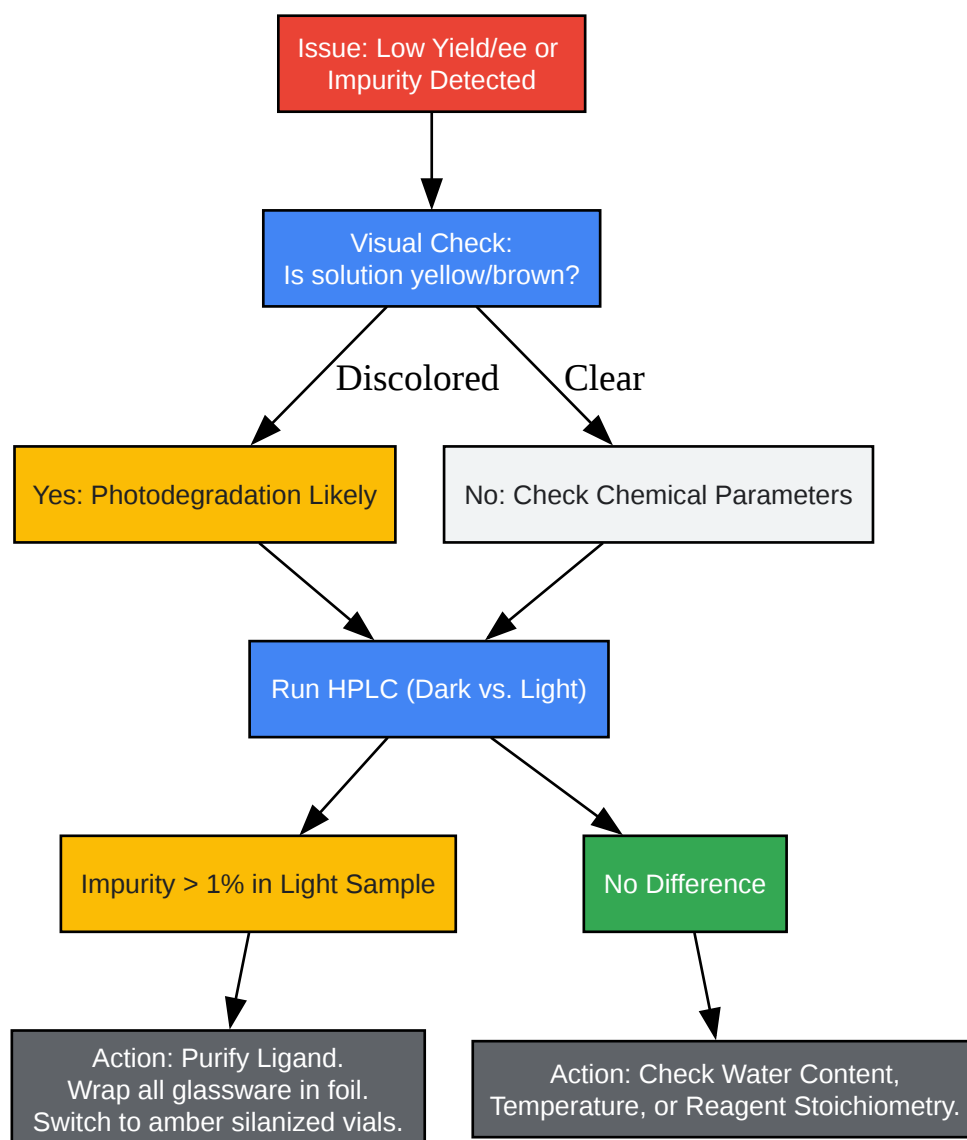 Issue: Low Yield/ee or
Impurity Detected
Visual Check:
Is solution yellow/brown?
Discolored
Clear
Yes: Photodegradation Likely
No: Check Chemical Parameters
Run HPLC (Dark vs. Light)
Impurity > 1% in Light Sample
No Difference
Action: Purify Ligand.
Wrap all glassware in foil.
Switch to amber silanized vials.
Action: Check Water Content,
Temperature, or Reagent Stoichiometry.